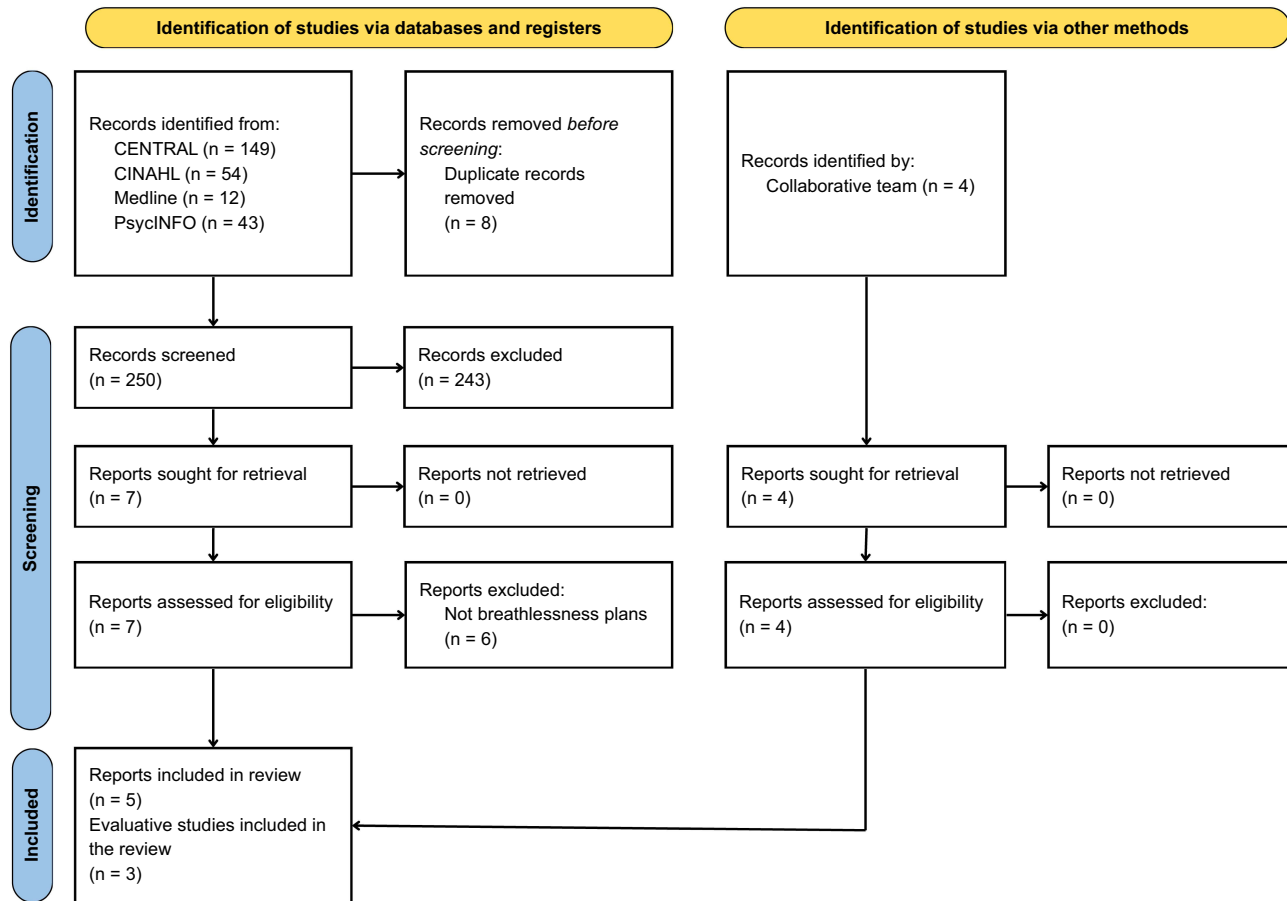 Identification of studies via databases and registers
Identification of studies via other methods
Identification
Records identified from:
CENTRAL (n = 149)
CINAHL (n = 54)
Medline (n = 12)
PsycINFO (n = 43)
Records removed before
screening:
Duplicate records
removed
(n = 8)
Records identified by:
Collaborative team (n = 4)
Screening
Records screened
(n = 250)
Records excluded
(n = 243)
Reports sought for retrieval
(n = 7)
Reports not retrieved
(n = 0)
Reports sought for retrieval
(n = 4)
Reports not retrieved
(n = 0)
Reports assessed for eligibility
(n = 7)
Reports excluded:
Not breathlessness plans
(n = 6)
Reports assessed for eligibility
(n = 4)
Reports excluded:
(n = 0)
Included
Reports included in review
(n = 5)
Evaluative studies included in
the review
(n = 3)